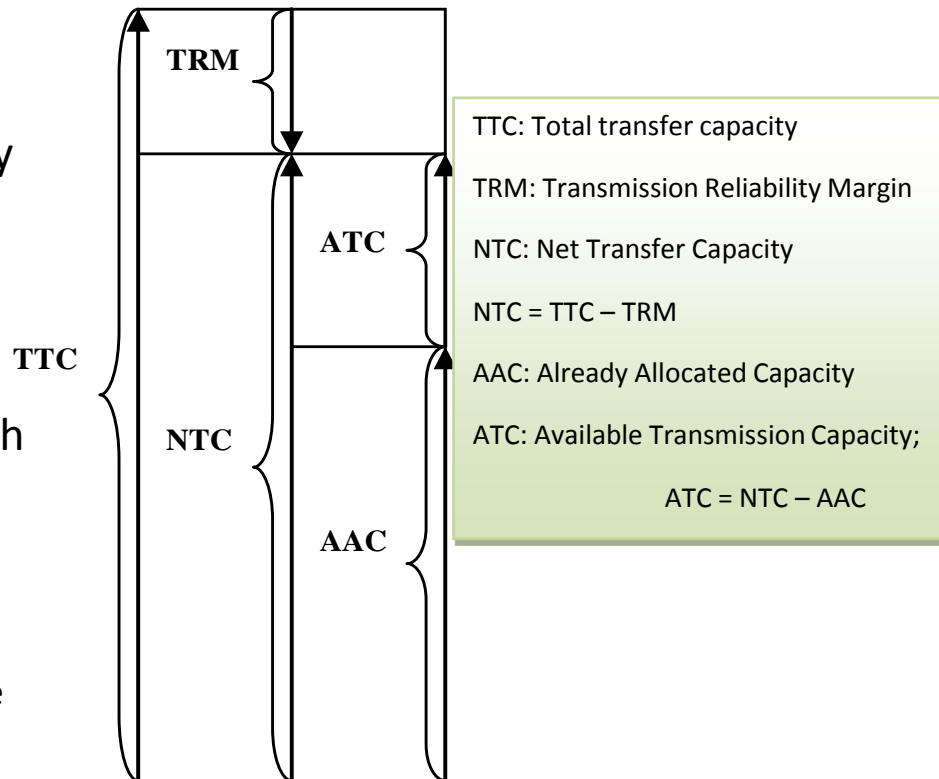 y
h
e
TTC
TRM
NTC
ATC
AAC
TTC: Total transfer capacity
TRM: Transmission Reliability Margin
NTC: Net Transfer Capacity
NTC = TTC – TRM
AAC: Already Allocated Capacity
ATC: Available Transmission Capacity;
ATC = NTC – AAC